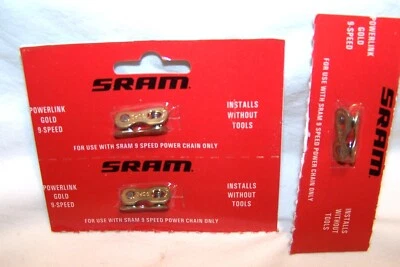 SRAM
POWERLINK
GOLD
9-SPEED
INSTALLS
WITHOUT
TOOLS
FOR USE WITH SRAM 9 SPEED POWER CHAIN ONLY
SRAM
POWERLINK
GOLD
9-SPEED
INSTALLS
WITHOUT
TOOLS
FOR USE WITH SRAM 9 SPEED POWER CHAIN ONLY
POWERLINK
GOLD
9-SPEED
FOR USE WITH SRAM 9 SPEED POWER CHAIN ONLY
INSTALLS
WITHOUT
TOOLS